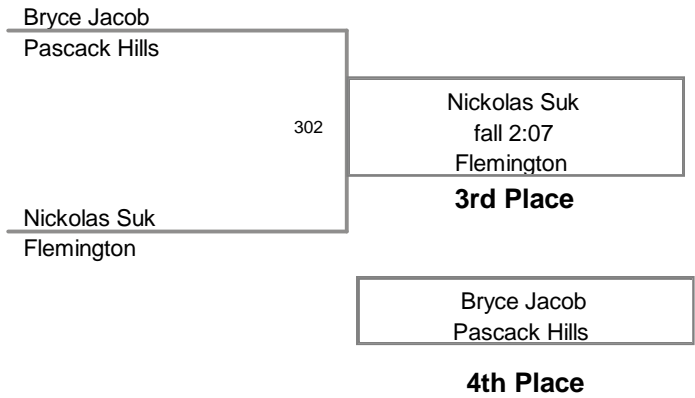 Bryce Jacob
Pascack Hills
302
Nickolas Suk
fall 2:07
Flemington
3rd Place
Nickolas Suk
Flemington
Bryce Jacob
Pascack Hills
4th Place